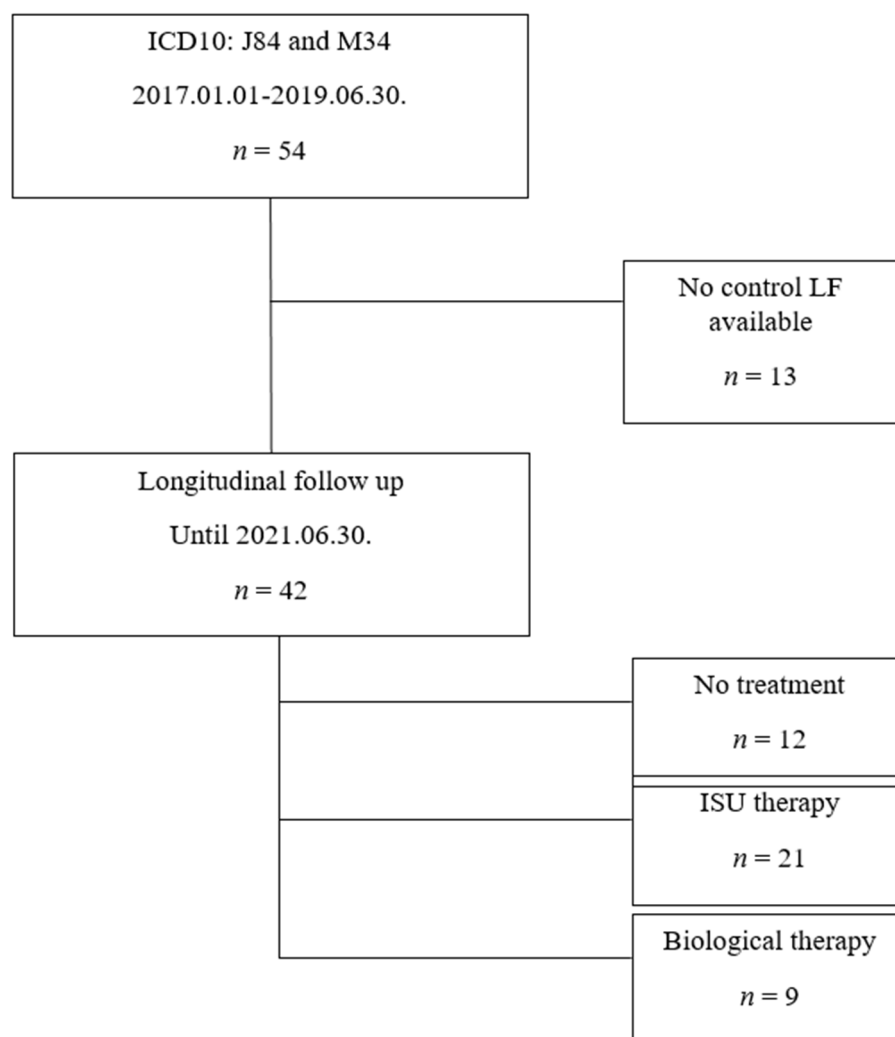 ICD10: J84 and M34
2017.01.01-2019.06.30.
n = 54
No control LF
available
n = 13
Longitudinal follow up
Until 2021.06.30.
n = 42
No treatment
n = 12
ISU therapy
n = 21
Biological therapy
n = 9